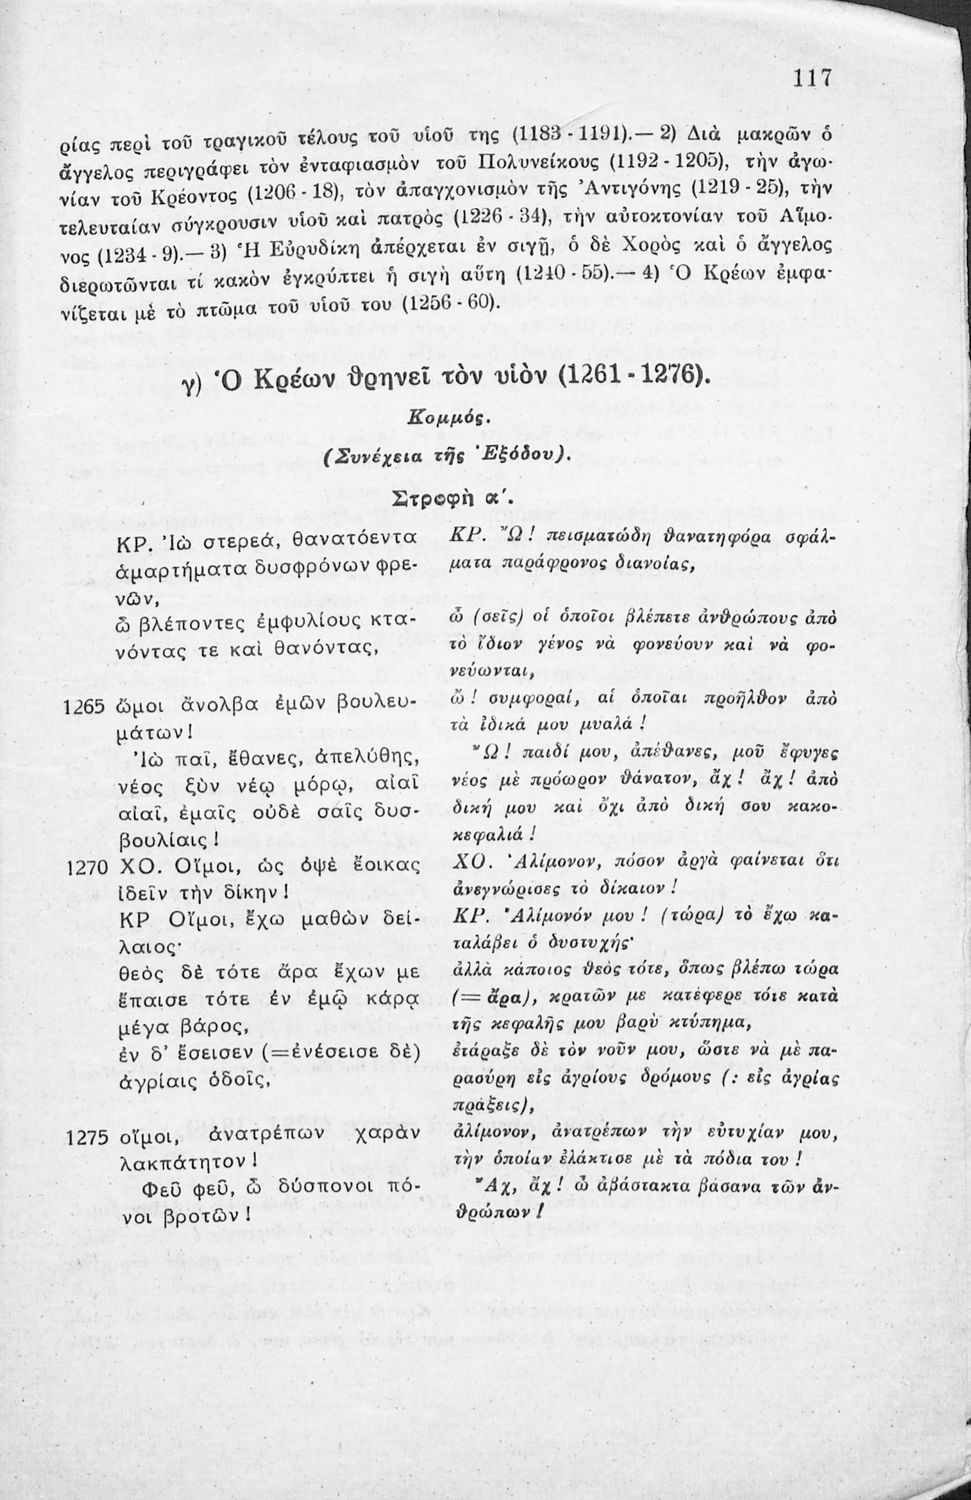 117
ρίας περὶ τοῦ τραγικοῦ τέλους τοῦ υἱοῦ της (1183 - 1191).— 2) Διὰ μακρῶν ὁ
ἄγγελος περιγράφει τὸν ἐνταφιασμὸν τοῦ Πολυνείκους (1192 - 1205), τὴν ἀγω-
νίαν τοῦ Κρέοντος (1206 - 18), τὸν ἀπαγχονισμὸν τῆς Ἀντιγόνης (1219 - 25), τὴν
τελευταίαν σύγκρουσιν υἱοῦ καὶ πατρὸς (1226 - 34), τὴν αὐτοκτονίαν τοῦ Αἵμο-
νος (1234 - 9).— 3) Ἡ Εὐρυδίκη ἀπέρχεται ἐν σιγῇ, ὁ δὲ Χορὸς καὶ ὁ ἄγγελος
διερωτῶνται τί κακὸν ἐγκρύπτει ἡ σιγὴ αὕτη (1240 - 55).— 4) Ὁ Κρέων ἐμφα-
νίζεται μὲ τὸ πτῶμα τοῦ υἱοῦ του (1256 - 60).
γ) Ὁ Κρέων θρηνεῖ τὸν υἱὸν (1261 - 1276).
Κομμός.
(Συνέχεια τῆς Ἐξόδου).
Στροφὴ α΄.
ΚΡ. Ἰὼ στερεά, θανατόεντα
ἁμαρτήματα δυσφρόνων φρε-
νῶν,
ὦ βλέποντες ἐμφυλίους κτα-
νόντας τε καὶ θανόντας,
1265 ὤμοι ἄνολβα ἐμῶν βουλευ-
μάτων!
Ἰὼ παῖ, ἔθανες, ἀπελύθης,
νέος ξὺν νέῳ μόρῳ, αἰαῖ
αἰαῖ, ἐμαῖς οὐδὲ σαῖς δυσ-
βουλίαις!
1270 ΧΟ. Οἴμοι, ὡς ὀψὲ ἔοικας
ἰδεῖν τὴν δίκην!
ΚΡ Οἴμοι, ἔχω μαθὼν δεί-
λαιος·
θεὸς δὲ τότε ἄρα ἔχων με
ἔπαισε τότε ἐν ἐμῷ κάρᾳ
μέγα βάρος,
ἐν δ' ἔσεισεν (=ἐνέσεισε δὲ)
ἀγρίαις ὁδοῖς,
1275 οἴμοι, ἀνατρέπων χαρὰν
λακπάτητον!
Φεῦ φεῦ, ὦ δύσπονοι πό-
νοι βροτῶν!
ΚΡ. Ὤ! πεισματώδη θανατηφόρα σφάλ-
ματα παράφρονος διανοίας,
ὦ (σεῖς) οἱ ὁποῖοι βλέπετε ἀνθρώπους ἀπὸ
τὸ ἴδιον γένος νὰ φονεύουν καὶ νὰ φο-
νεύωνται,
ὤ! συμφοραί, αἱ ὁποῖαι προῆλθον ἀπὸ
τὰ ἰδικά μου μυαλά!
Ὤ! παιδί μου, ἀπέθανες, μοῦ ἔφυγες
νέος μὲ πρόωρον θάνατον, ἄχ! ἄχ! ἀπὸ
δική μου καὶ ὄχι ἀπὸ δική σου κακο-
κεφαλιά!
ΧΟ. Ἀλίμονον, πόσον ἀργὰ φαίνεται ὅτι
ἀνεγνώρισες τὸ δίκαιον!
ΚΡ. Ἀλίμονόν μου! (τώρα) τὸ ἔχω κα-
ταλάβει ὁ δυστυχής·
ἀλλὰ κάποιος θεὸς τότε, ὅπως βλέπω τώρα
(= ἄρα), κρατῶν με κατέφερε τότε κατὰ
τῆς κεφαλῆς μου βαρὺ κτύπημα,
ἐτάραξε δὲ τὸν νοῦν μου, ὥστε νὰ μὲ πα-
ρασύρῃ εἰς ἀγρίους δρόμους (: εἰς ἀγρίας
πράξεις),
ἀλίμονον, ἀνατρέπων τὴν εὐτυχίαν μου,
τὴν ὁποίαν ἐλάκτισε μὲ τὰ πόδια του!
Ἄχ, ἄχ! ὦ ἀβάστακτα βάσανα τῶν ἀν-
θρώπων!